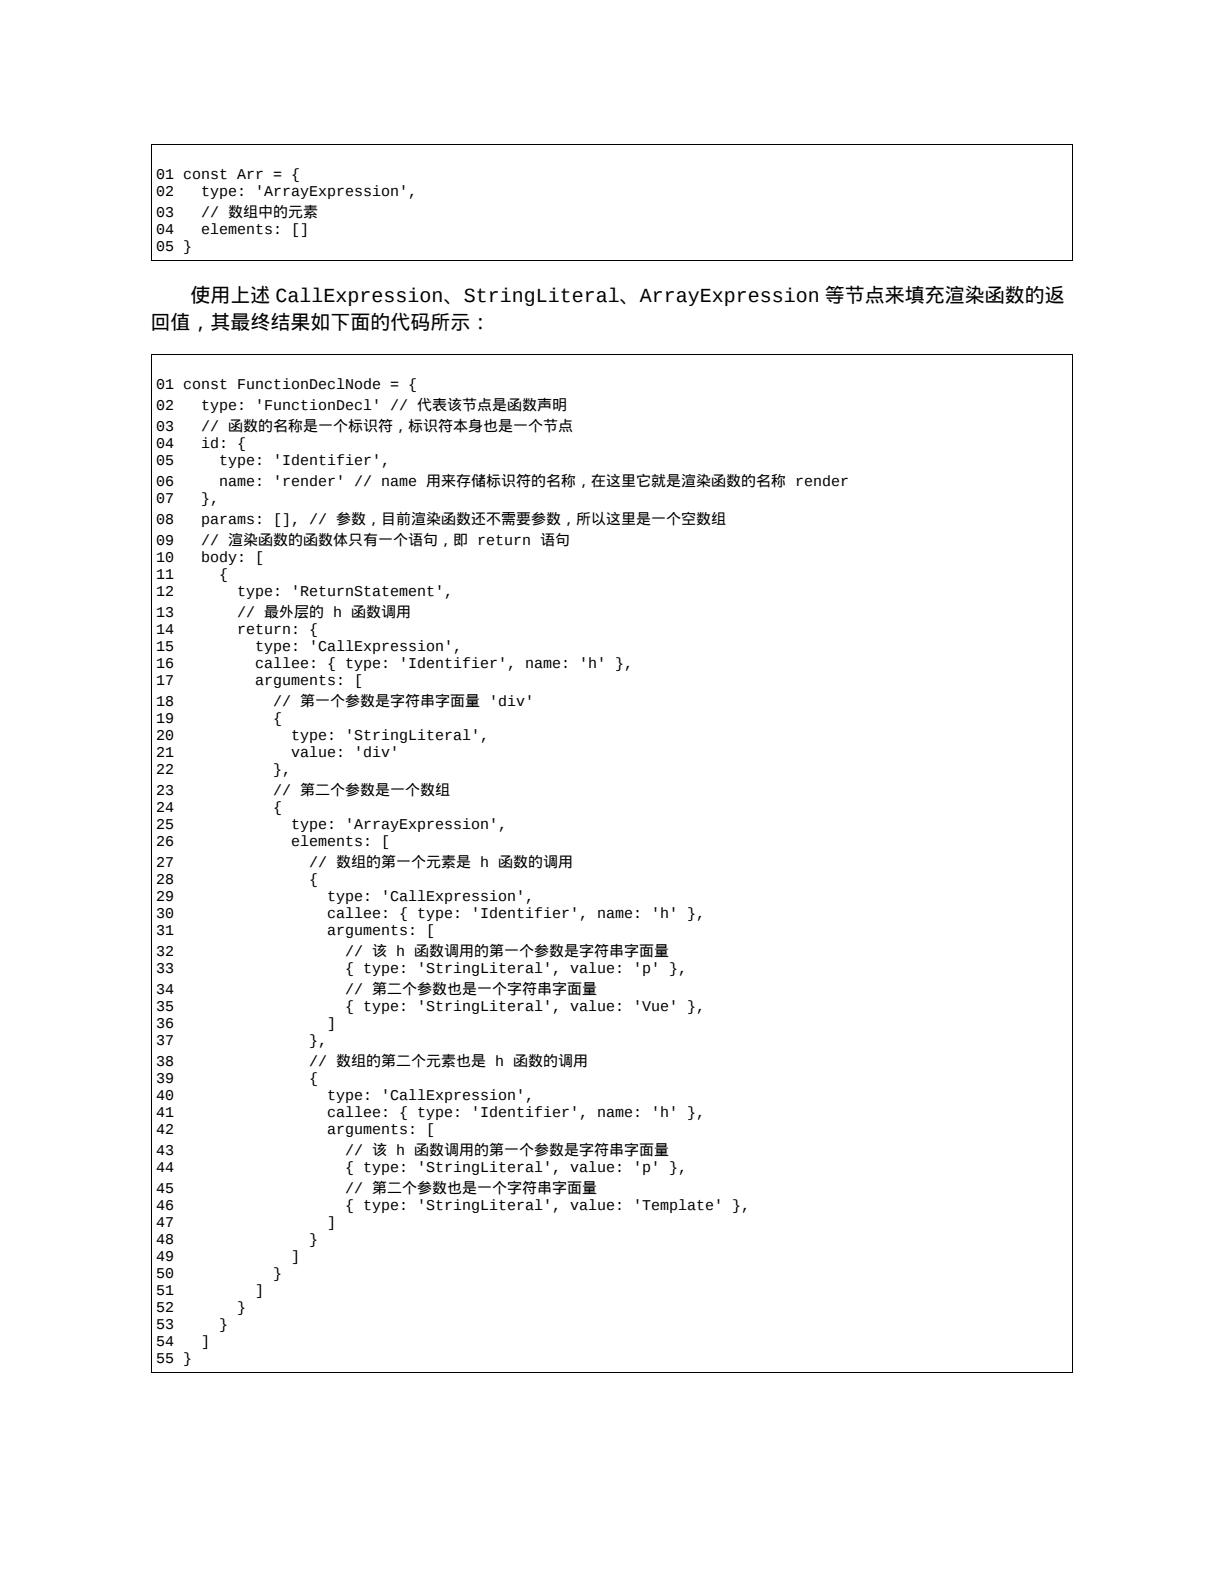 01 const Arr = {
02   type: 'ArrayExpression',
03   // 数组中的元素
04   elements: []
05 }
使用上述 CallExpression、StringLiteral、ArrayExpression 等节点来填充渲染函数的返
回值，其最终结果如下面的代码所示：
01 const FunctionDeclNode = {
02   type: 'FunctionDecl' // 代表该节点是函数声明
03   // 函数的名称是一个标识符，标识符本身也是一个节点
04   id: {
05     type: 'Identifier',
06     name: 'render' // name 用来存储标识符的名称，在这里它就是渲染函数的名称 render
07   },
08   params: [], // 参数，目前渲染函数还不需要参数，所以这里是一个空数组
09   // 渲染函数的函数体只有一个语句，即 return 语句
10   body: [
11     {
12       type: 'ReturnStatement',
13       // 最外层的 h 函数调用
14       return: {
15         type: 'CallExpression',
16         callee: { type: 'Identifier', name: 'h' },
17         arguments: [
18           // 第一个参数是字符串字面量 'div'
19           {
20             type: 'StringLiteral',
21             value: 'div'
22           },
23           // 第二个参数是一个数组
24           {
25             type: 'ArrayExpression',
26             elements: [
27               // 数组的第一个元素是 h 函数的调用
28               {
29                 type: 'CallExpression',
30                 callee: { type: 'Identifier', name: 'h' },
31                 arguments: [
32                   // 该 h 函数调用的第一个参数是字符串字面量
33                   { type: 'StringLiteral', value: 'p' },
34                   // 第二个参数也是一个字符串字面量
35                   { type: 'StringLiteral', value: 'Vue' },
36                 ]
37               },
38               // 数组的第二个元素也是 h 函数的调用
39               {
40                 type: 'CallExpression',
41                 callee: { type: 'Identifier', name: 'h' },
42                 arguments: [
43                   // 该 h 函数调用的第一个参数是字符串字面量
44                   { type: 'StringLiteral', value: 'p' },
45                   // 第二个参数也是一个字符串字面量
46                   { type: 'StringLiteral', value: 'Template' },
47                 ]
48               }
49             ]
50           }
51         ]
52       }
53     }
54   ]
55 }